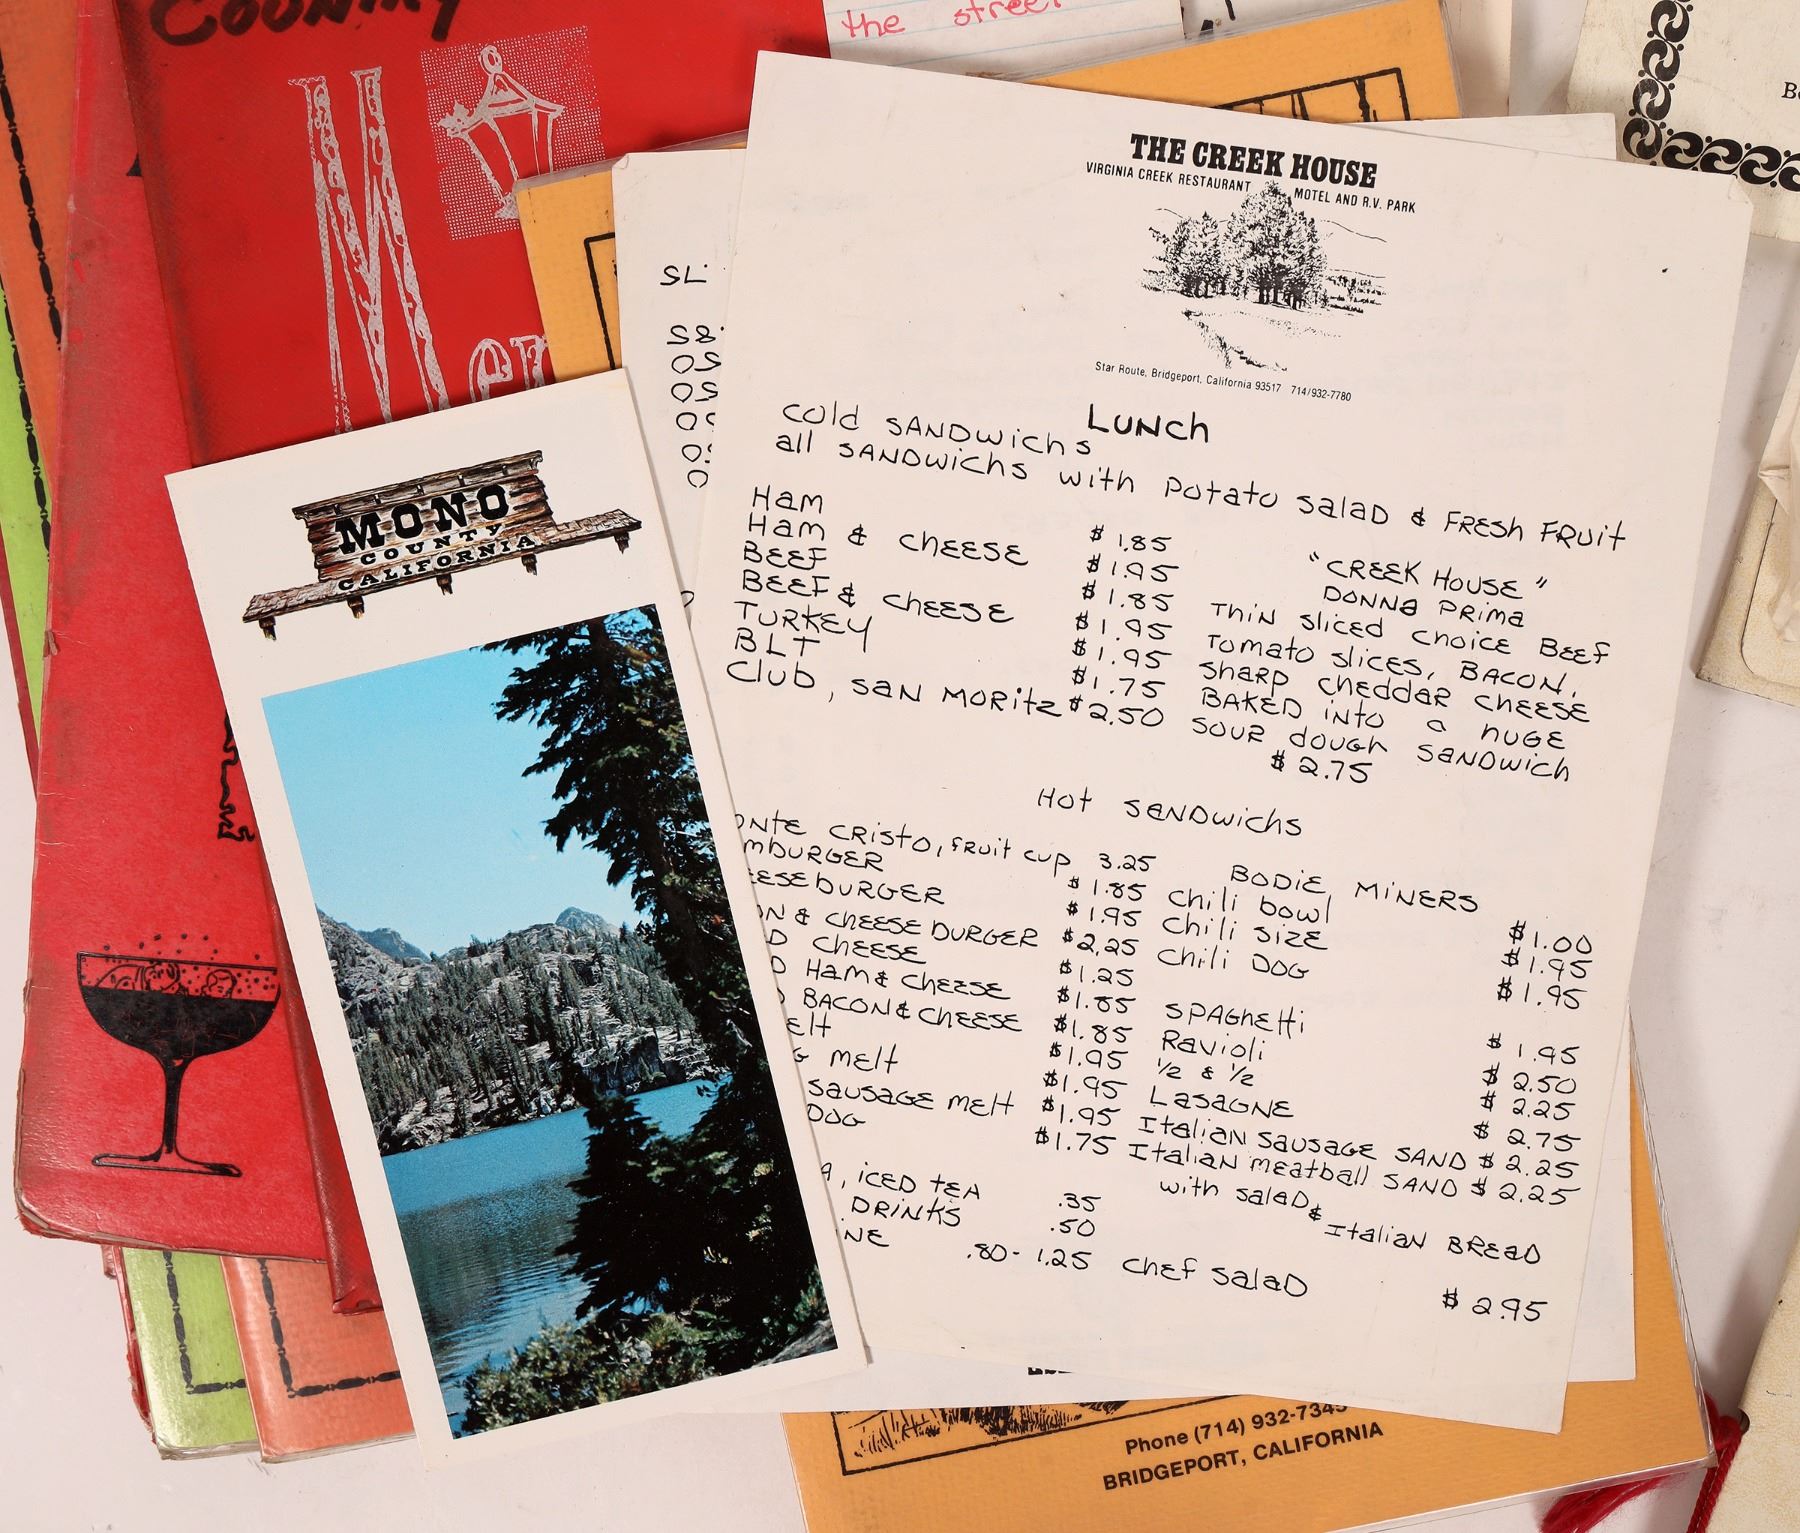 COUNTRY
the street
THE CREEK HOUSE
VIRGINIA CREEK RESTAURANT MOTEL AND R.V. PARK
Star Route, Bridgeport, California 93517 714/932-7780
LUNCH
COLD SANDWICHS
all SANDWICHS with Potato Salad & FRESH FRUIT
Ham $1.85
Ham & CHEESE $1.95
BEEF $1.85
BEEF & CHEESE $1.95
TURKEY $1.95
BLT $1.75
Club, SAN MORITZ $2.50
"CREEK HOUSE"
DONNA PRIMA
THIN SLICED CHOICE BEEF
TOMATO SLICES, BACON,
SHARP CHEDDAR CHEESE
BAKED INTO a HUGE
SOUR DOUGH SANDWICH
$2.75
Hot SANDWICHS
ONTE CRISTO, FRUIT CUP 3.25
MBURGER $1.85
EESEBURGER $1.95
ON & CHEESE BURGER $2.25
D CHEESE $1.25
D HAM & CHEESE $1.85
BACON & CHEESE $1.85
ELT $1.95
G MELT $1.95
SAUSAGE MELT $1.95
DOG $1.75
A, ICED TEA .35
DRINKS .50
INE .80-1.25
BODIE MINERS
Chili bowl $1.00
Chili SIZE $1.95
Chili DOG $1.95
SPAGHETTI $1.95
Ravioli $2.50
1/2 & 1/2 $2.25
LASAGNE $2.75
ITALIAN SAUSAGE SAND $2.25
ITALIAN MEATBALL SAND $2.25
with SALAD & ITALIAN BREAD
CHEF SALAD $2.95
MONO
COUNTY
CALIFORNIA
Phone (714) 932-7345
BRIDGEPORT, CALIFORNIA